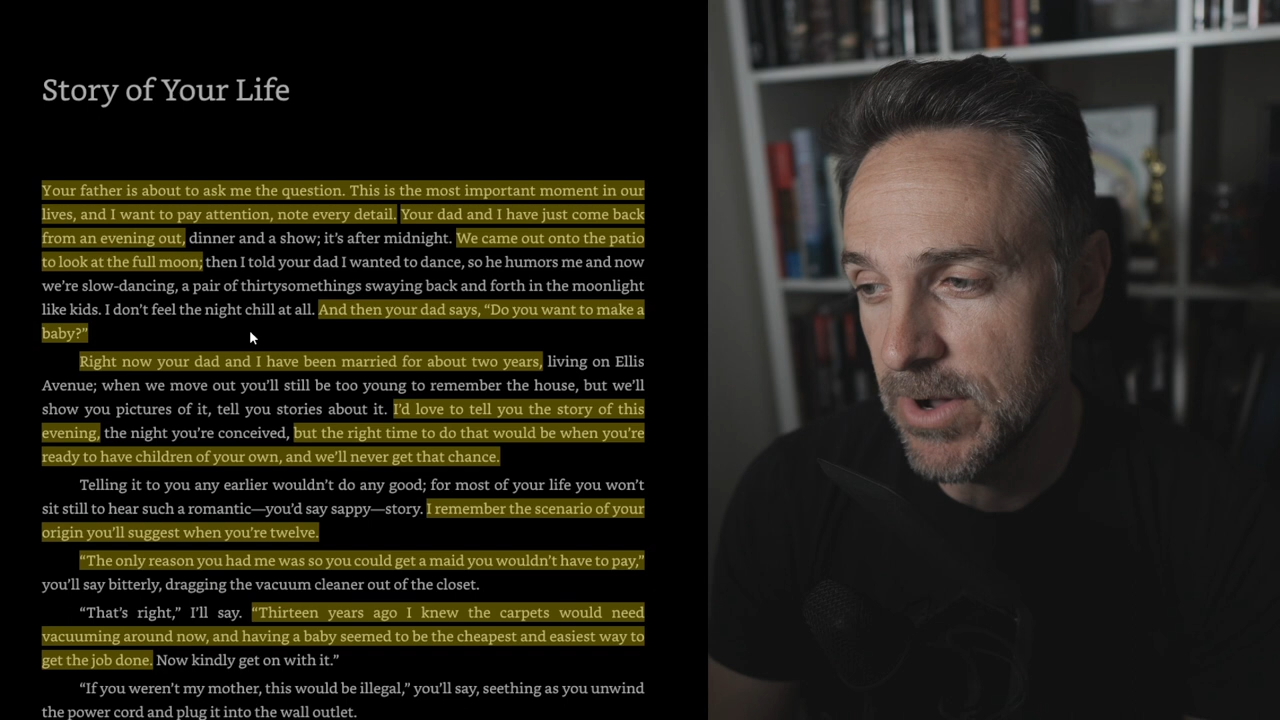 Story of Your Life
Your father is about to ask me the question. This is the most important moment in our
lives, and I want to pay attention, note every detail. Your dad and I have just come back
from an evening out, dinner and a show; it’s after midnight. We came out onto the patio
to look at the full moon; then I told your dad I wanted to dance, so he humors me and now
we’re slow-dancing, a pair of thirtysomethings swaying back and forth in the moonlight
like kids. I don’t feel the night chill at all. And then your dad says, “Do you want to make a
baby?”
Right now your dad and I have been married for about two years, living on Ellis
Avenue; when we move out you’ll still be too young to remember the house, but we’ll
show you pictures of it, tell you stories about it. I’d love to tell you the story of this
evening, the night you’re conceived, but the right time to do that would be when you’re
ready to have children of your own, and we’ll never get that chance.
Telling it to you any earlier wouldn’t do any good; for most of your life you won’t
sit still to hear such a romantic—you’d say sappy—story. I remember the scenario of your
origin you’ll suggest when you’re twelve.
“The only reason you had me was so you could get a maid you wouldn’t have to pay,”
you’ll say bitterly, dragging the vacuum cleaner out of the closet.
“That’s right,” I’ll say. “Thirteen years ago I knew the carpets would need
vacuuming around now, and having a baby seemed to be the cheapest and easiest way to
get the job done. Now kindly get on with it.”
“If you weren’t my mother, this would be illegal,” you’ll say, seething as you unwind
the power cord and plug it into the wall outlet.